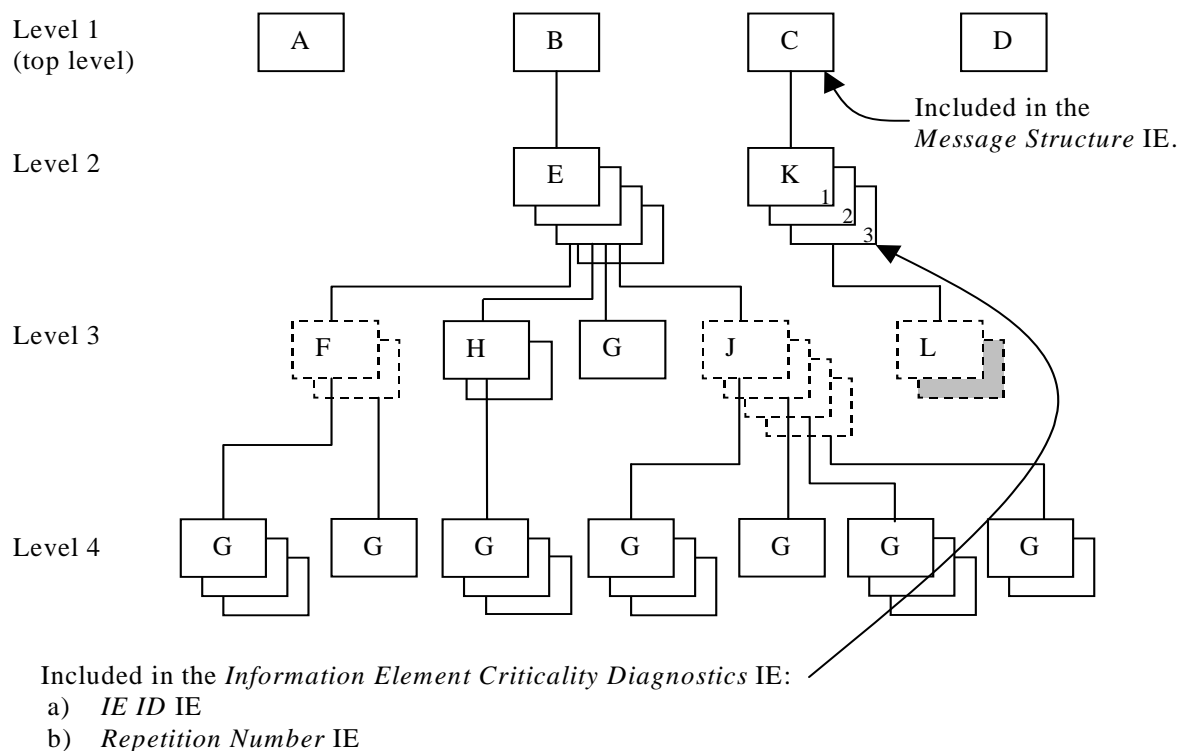 Level 1
(top level)
A
B
C
D
Included in the
Message Structure IE.
Level 2
E
K
1
2
3
Level 3
F
H
G
J
L
Level 4
G
G
G
G
G
G
G
Included in the Information Element Criticality Diagnostics IE:
a) IE ID IE
b) Repetition Number IE